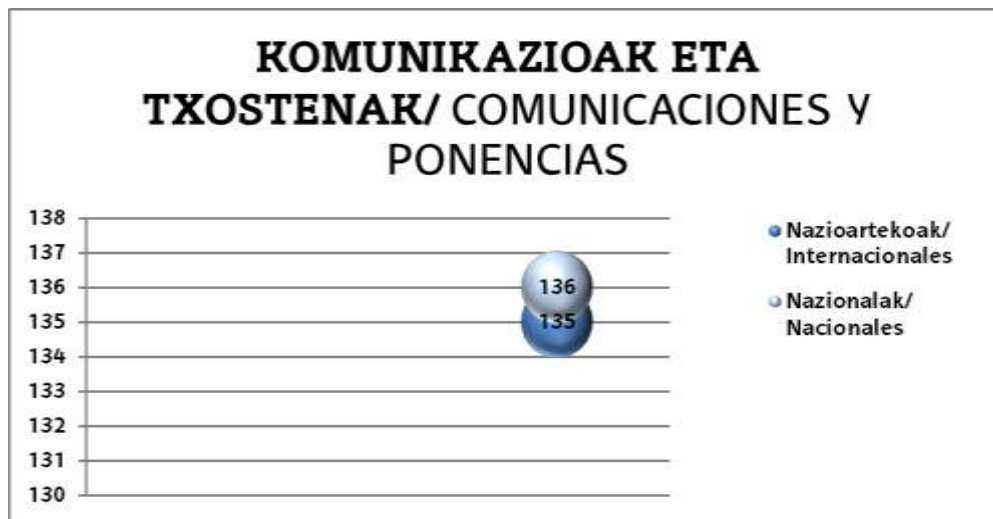 KOMUNIKAZIOAK ETA
TXOSTENAK/ COMUNICACIONES Y
PONENCIAS
138
137
136
135
134
133
132
131
130
136
135
Nazioartekoak/
Internacionales
Nazionalak/
Nacionales